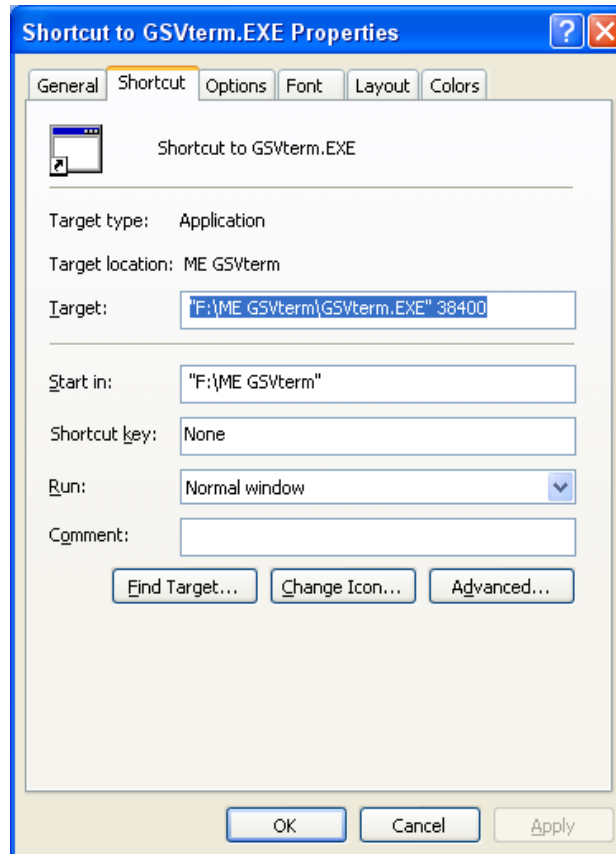 Shortcut to GSVterm.EXE Properties
General Shortcut Options Font Layout Colors
Shortcut to GSVterm.EXE
Target type: Application
Target location: ME GSVterm
Target: "F:\ME GSVterm\GSVterm.EXE" 38400
Start in: "F:\ME GSVterm"
Shortcut key: None
Run: Normal window
Comment:
Find Target... Change Icon... Advanced...
OK Cancel Apply